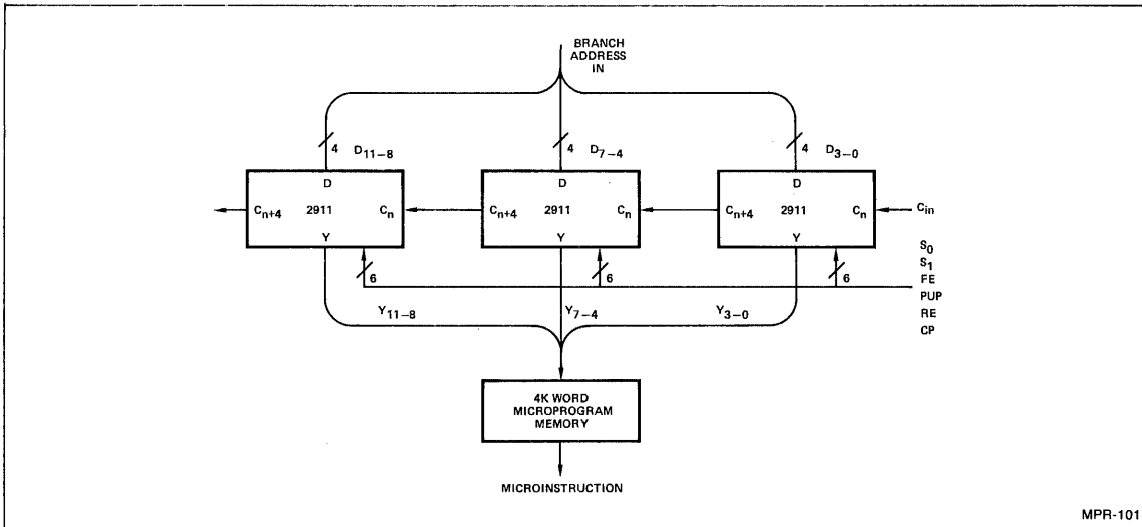 BRANCH
ADDRESS
IN
4 D11–8
4 D7–4
4 D3–0
D
D
D
Cn+4 2911 Cn
Cn+4 2911 Cn
Cn+4 2911 Cn
Cin
Y
Y
Y
6
6
6
S0
S1
FE
PUP
RE
CP
Y11–8
Y7–4
Y3–0
4K WORD
MICROPROGRAM
MEMORY
MICROINSTRUCTION
MPR-101